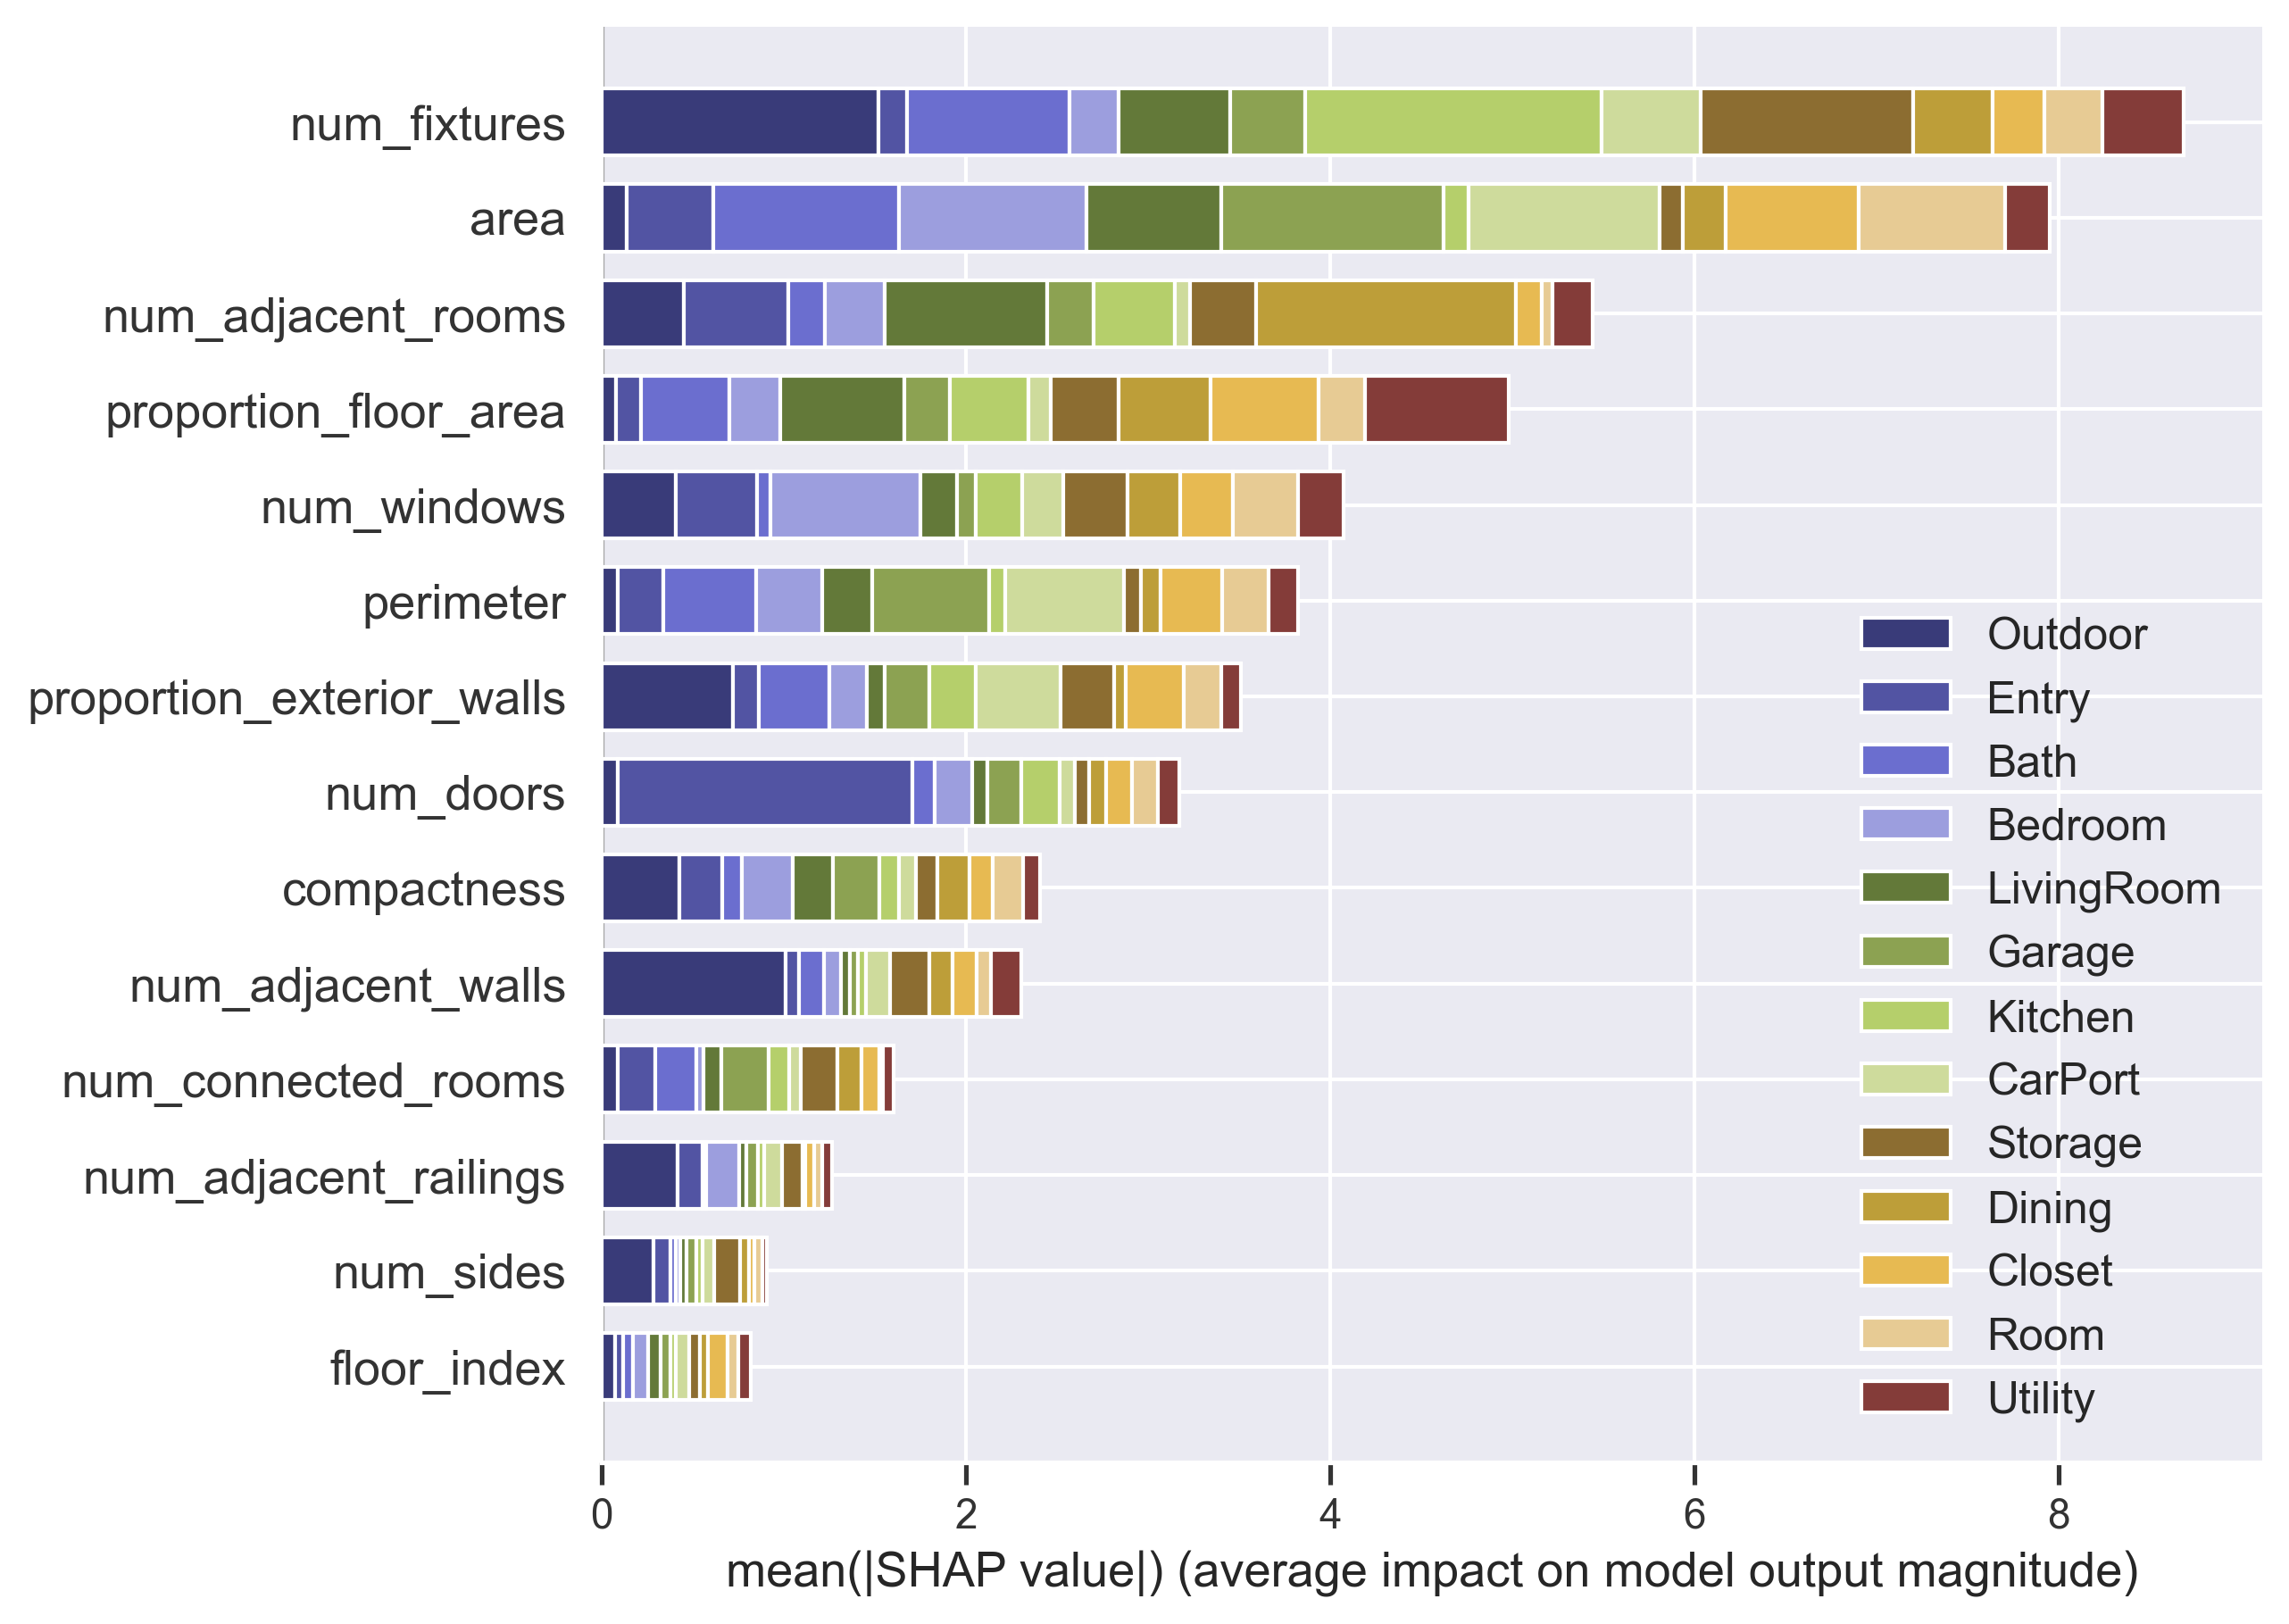 num_fixtures
area
num_adjacent_rooms
proportion_floor_area
num_windows
perimeter
proportion_exterior_walls
num_doors
compactness
num_adjacent_walls
num_connected_rooms
num_adjacent_railings
num_sides
floor_index
Outdoor
Entry
Bath
Bedroom
LivingRoom
Garage
Kitchen
CarPort
Storage
Dining
Closet
Room
Utility
0 2 4 6 8
mean(|SHAP value|) (average impact on model output magnitude)